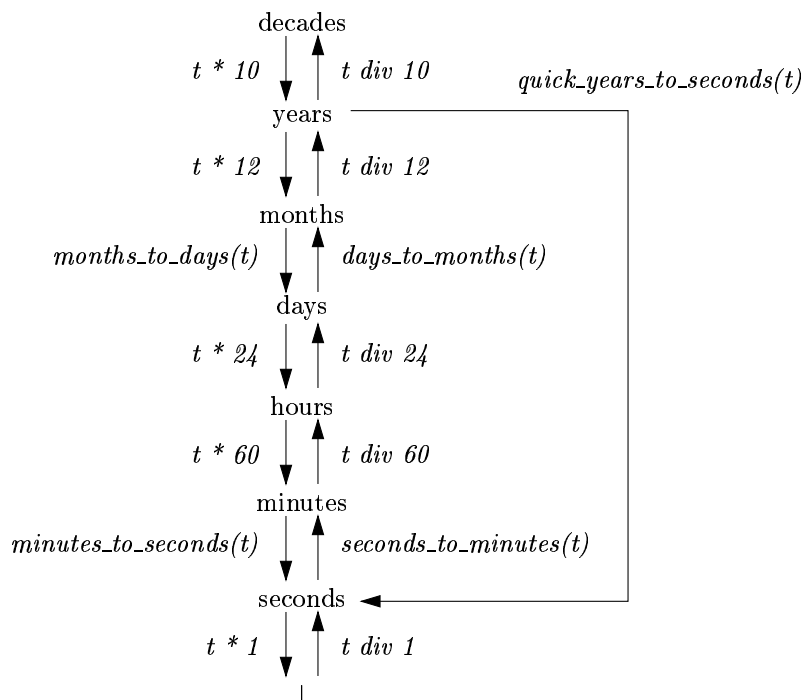 decades
t * 10 t div 10
quick_years_to_seconds(t)
years
t * 12 t div 12
months
months_to_days(t) days_to_months(t)
days
t * 24 t div 24
hours
t * 60 t div 60
minutes
minutes_to_seconds(t) seconds_to_minutes(t)
seconds
t * 1 t div 1